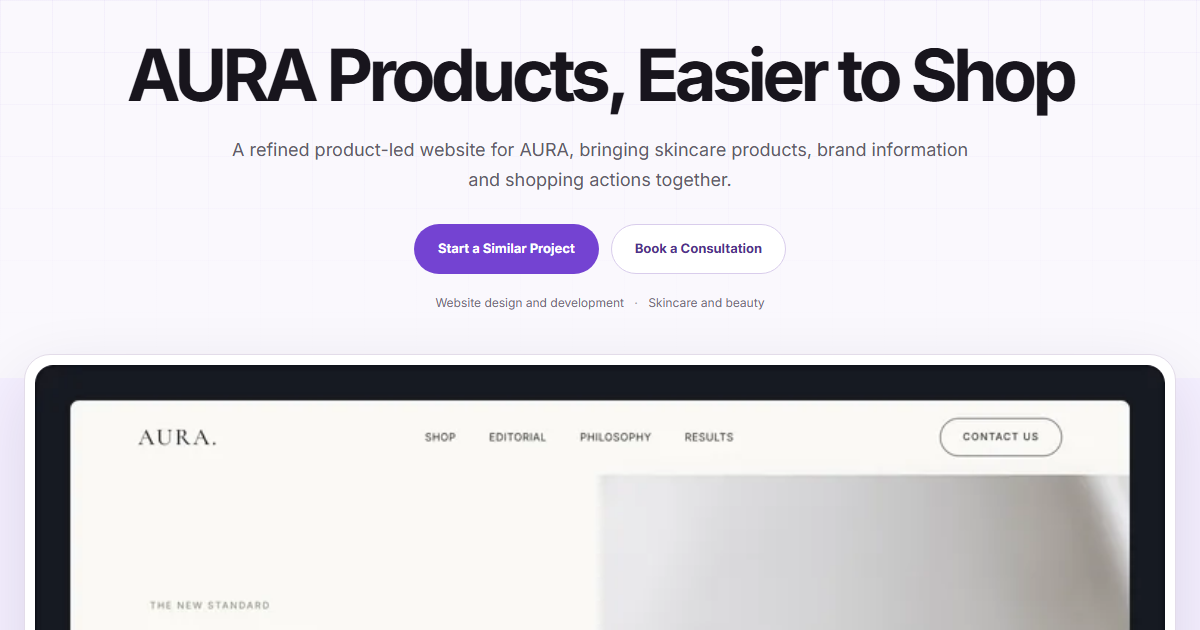 AURA Products, Easier to Shop
A refined product-led website for AURA, bringing skincare products, brand information
and shopping actions together.
Start a Similar Project
Book a Consultation
Website design and development · Skincare and beauty
AURA.
SHOP
EDITORIAL
PHILOSOPHY
RESULTS
CONTACT US
THE NEW STANDARD